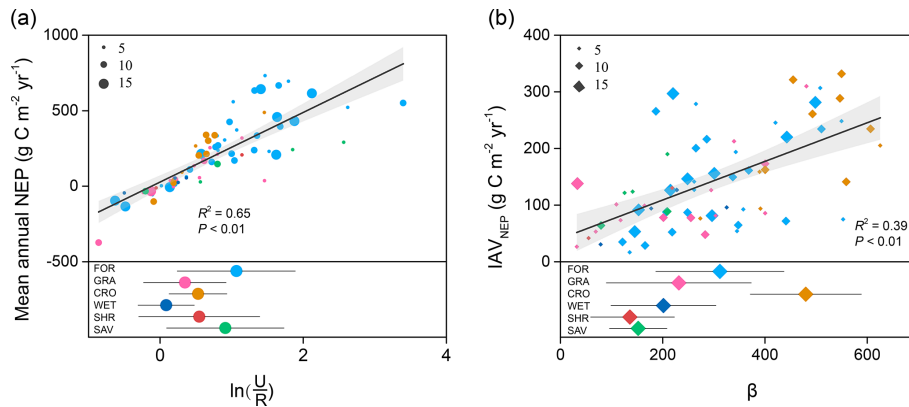 (a)
Mean annual NEP (g C m⁻² yr⁻¹)
1000
500
0
-500
5
10
15
R² = 0.65
P < 0.01
FOR
GRA
CRO
WET
SHR
SAV
0
2
4
ln(U/R)
(b)
IAV_NEP (g C m⁻² yr⁻¹)
400
300
200
100
0
5
10
15
R² = 0.39
P < 0.01
FOR
GRA
CRO
WET
SHR
SAV
0
200
400
600
β